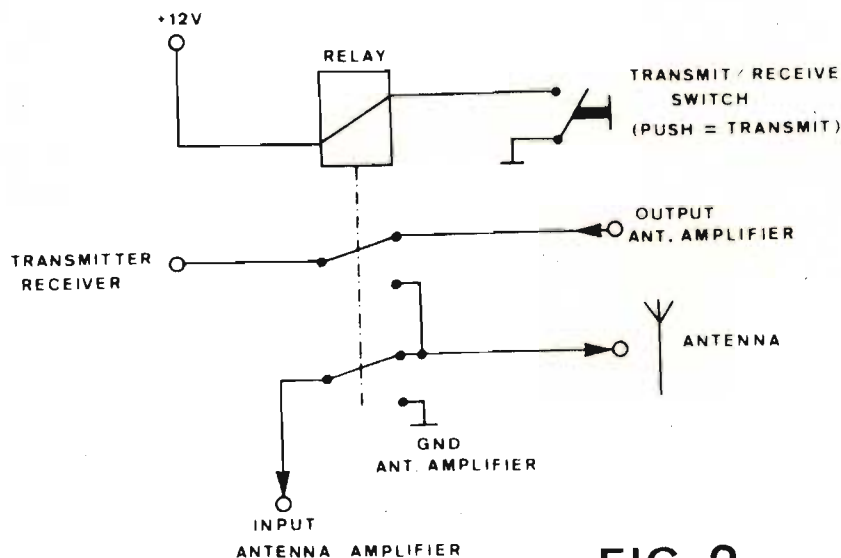 +12V
RELAY
TRANSMIT / RECEIVE
SWITCH
(PUSH = TRANSMIT)
OUTPUT
ANT. AMPLIFIER
TRANSMITTER
RECEIVER
ANTENNA
GND
ANT. AMPLIFIER
INPUT
ANTENNA AMPLIFIER